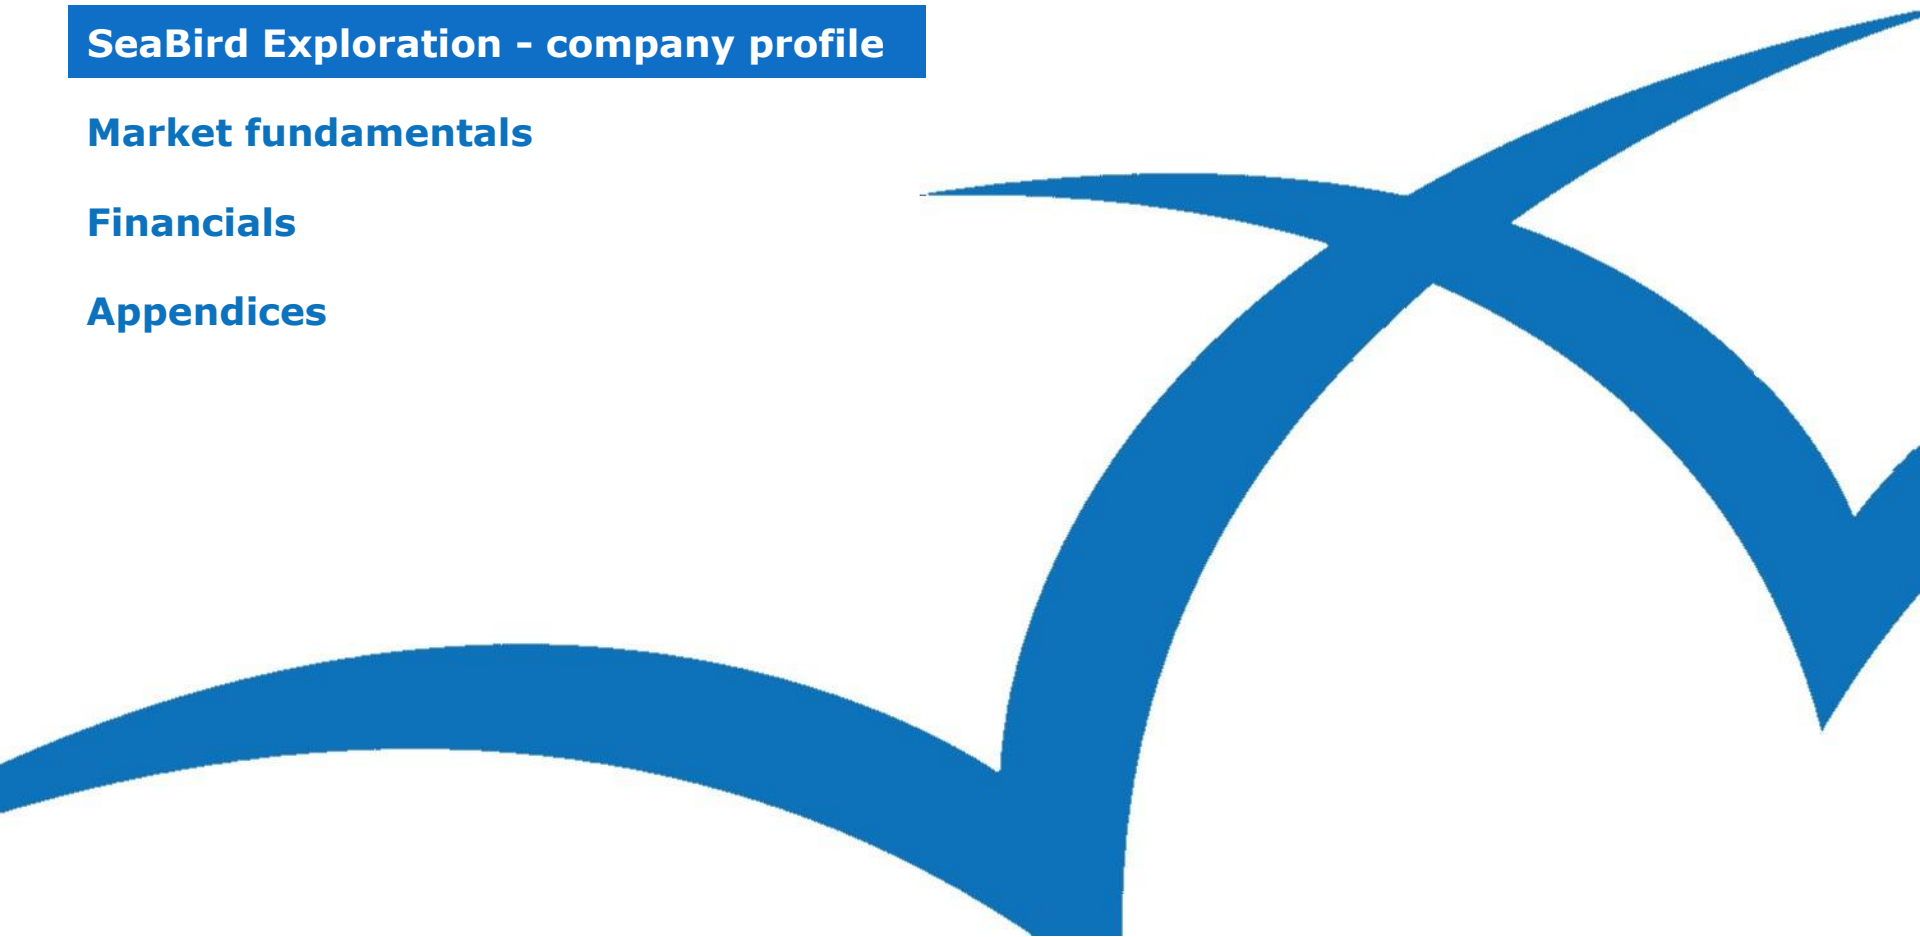 SeaBird Exploration - company profile
Market fundamentals
Financials
Appendices